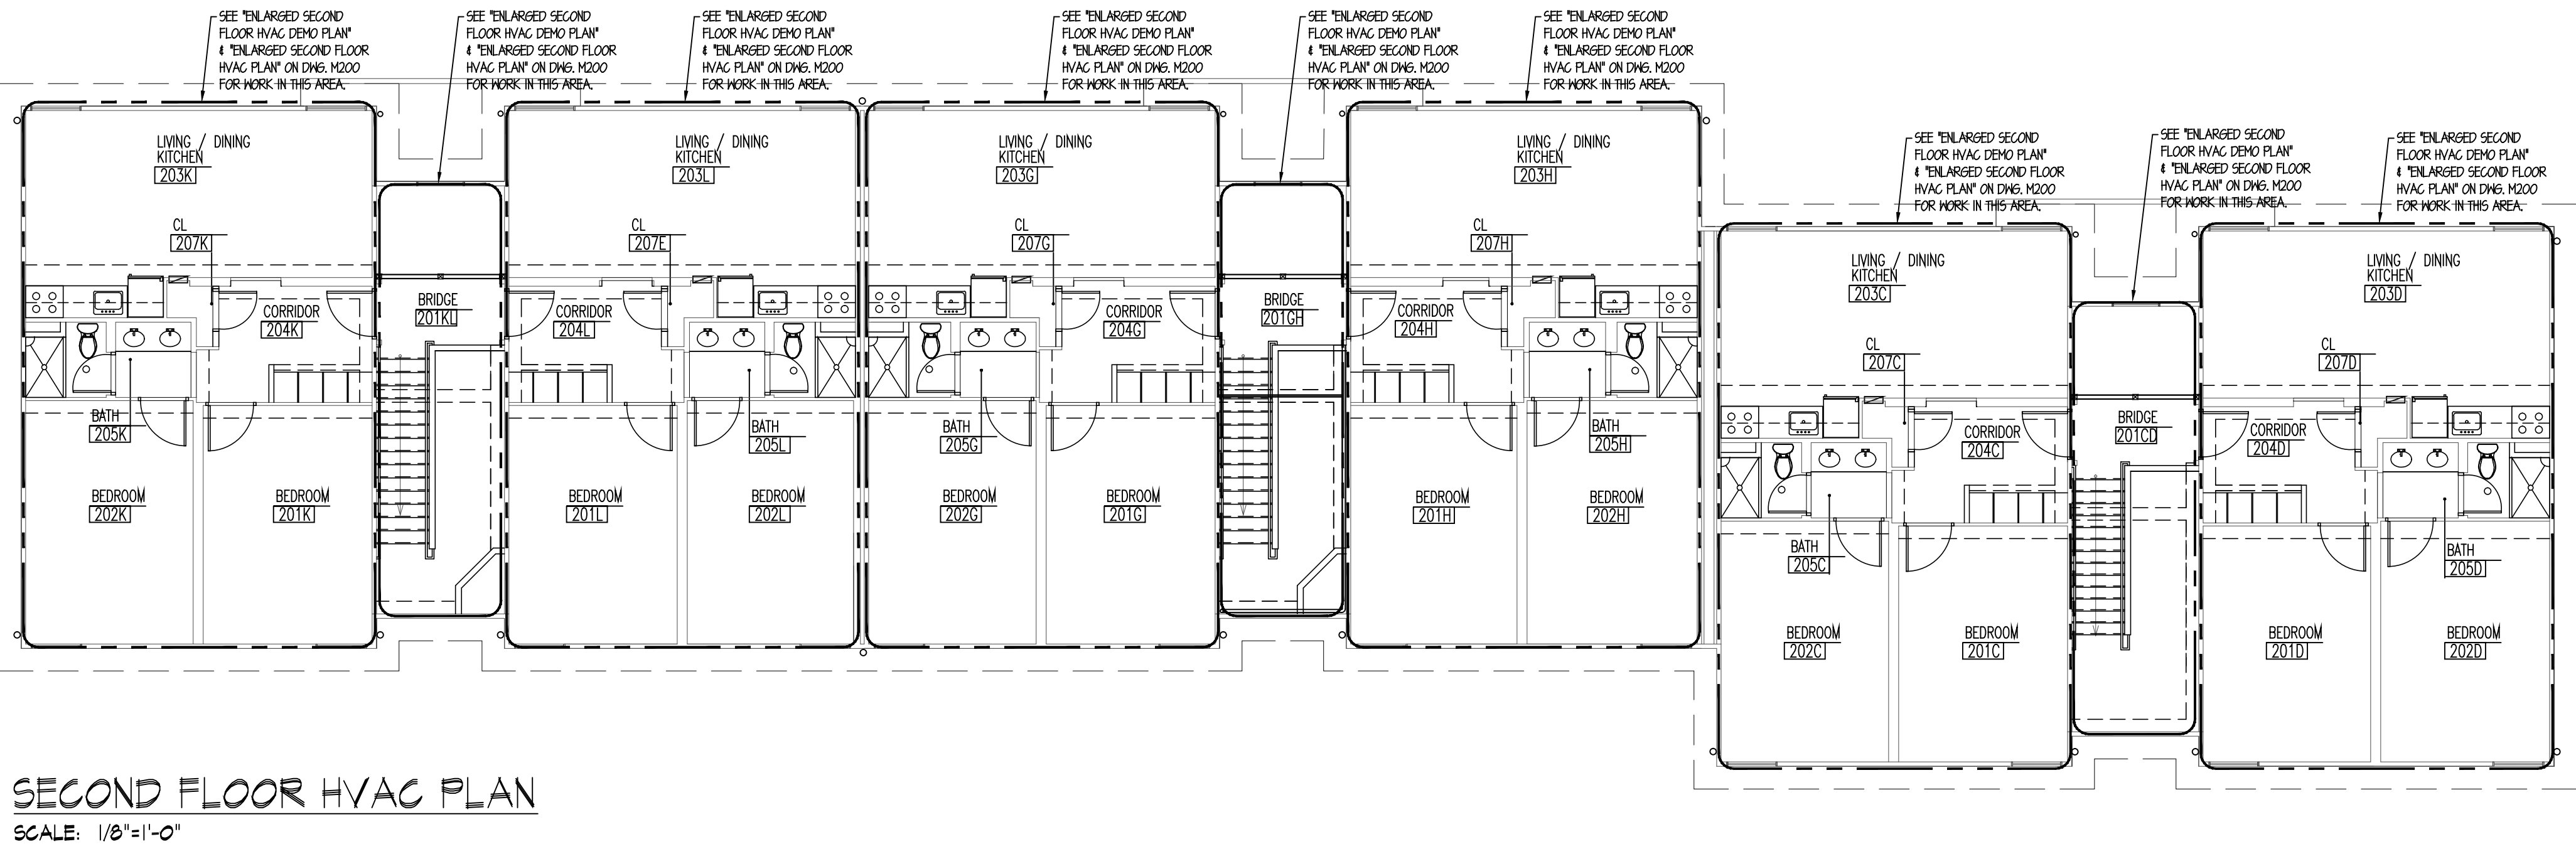 SEE "ENLARGED SECOND
FLOOR HVAC DEMO PLAN"
& "ENLARGED SECOND FLOOR
HVAC PLAN" ON DWG. M200
FOR WORK IN THIS AREA.
SEE "ENLARGED SECOND
FLOOR HVAC DEMO PLAN"
& "ENLARGED SECOND FLOOR
HVAC PLAN" ON DWG. M200
FOR WORK IN THIS AREA.
SEE "ENLARGED SECOND
FLOOR HVAC DEMO PLAN"
& "ENLARGED SECOND FLOOR
HVAC PLAN" ON DWG. M200
FOR WORK IN THIS AREA.
SEE "ENLARGED SECOND
FLOOR HVAC DEMO PLAN"
& "ENLARGED SECOND FLOOR
HVAC PLAN" ON DWG. M200
FOR WORK IN THIS AREA.
SEE "ENLARGED SECOND
FLOOR HVAC DEMO PLAN"
& "ENLARGED SECOND FLOOR
HVAC PLAN" ON DWG. M200
FOR WORK IN THIS AREA.
SEE "ENLARGED SECOND
FLOOR HVAC DEMO PLAN"
& "ENLARGED SECOND FLOOR
HVAC PLAN" ON DWG. M200
FOR WORK IN THIS AREA.
SEE "ENLARGED SECOND
FLOOR HVAC DEMO PLAN"
& "ENLARGED SECOND FLOOR
HVAC PLAN" ON DWG. M200
FOR WORK IN THIS AREA.
SEE "ENLARGED SECOND
FLOOR HVAC DEMO PLAN"
& "ENLARGED SECOND FLOOR
HVAC PLAN" ON DWG. M200
FOR WORK IN THIS AREA.
SEE "ENLARGED SECOND
FLOOR HVAC DEMO PLAN"
& "ENLARGED SECOND FLOOR
HVAC PLAN" ON DWG. M200
FOR WORK IN THIS AREA.
LIVING / DINING
KITCHEN
203K
CL
207K
CORRIDOR
204K
BATH
205K
BEDROOM
202K
BEDROOM
201K
BRIDGE
201KL
LIVING / DINING
KITCHEN
203L
CL
207E
CORRIDOR
204L
BATH
205L
BEDROOM
201L
BEDROOM
202L
LIVING / DINING
KITCHEN
203G
CL
207G
CORRIDOR
204G
BATH
205G
BEDROOM
202G
BEDROOM
201G
BRIDGE
201GH
LIVING / DINING
KITCHEN
203H
CL
207H
CORRIDOR
204H
BATH
205H
BEDROOM
201H
BEDROOM
202H
LIVING / DINING
KITCHEN
203C
CL
207C
CORRIDOR
204C
BATH
205C
BEDROOM
202C
BEDROOM
201C
BRIDGE
201CD
LIVING / DINING
KITCHEN
203D
CL
207D
CORRIDOR
204D
BATH
205D
BEDROOM
201D
BEDROOM
202D
SECOND FLOOR HVAC PLAN
SCALE: 1/8"=1'-0"